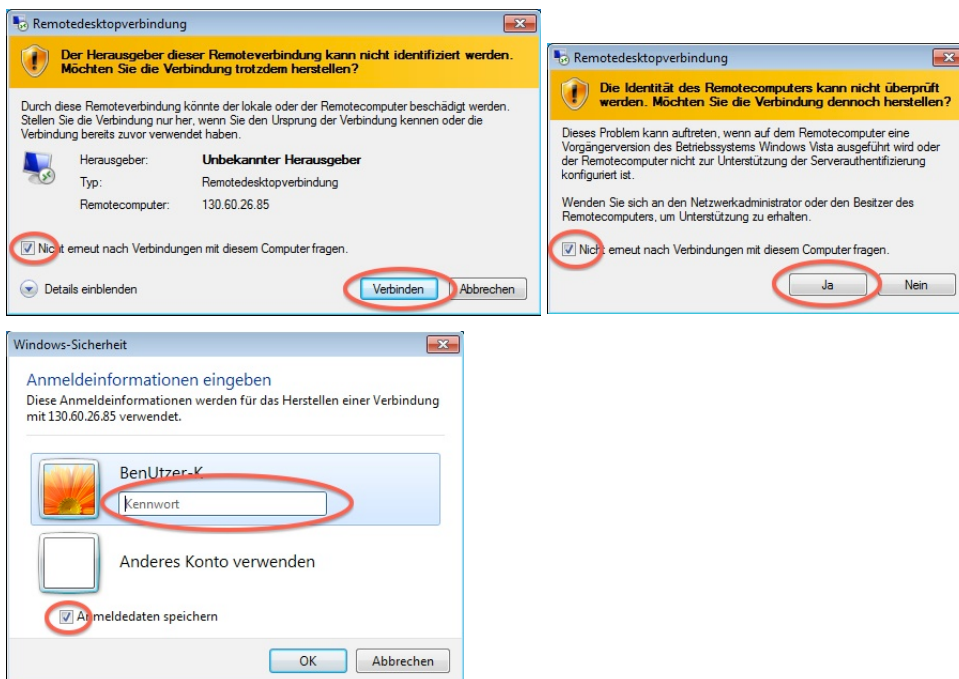 Remotedesktopverbindung
Der Herausgeber dieser Remoteverbindung kann nicht identifiziert werden.
Möchten Sie die Verbindung trotzdem herstellen?
Durch diese Remoteverbindung könnte der lokale oder der Remotecomputer beschädigt werden.
Stellen Sie die Verbindung nur her, wenn Sie den Ursprung der Verbindung kennen oder die
Verbindung bereits zuvor verwendet haben.
Herausgeber: Unbekannter Herausgeber
Typ: Remotedesktopverbindung
Remotecomputer: 130.60.26.85
Nicht erneut nach Verbindungen mit diesem Computer fragen.
Details einblenden Verbinden Abbrechen
Remotedesktopverbindung
Die Identität des Remotecomputers kann nicht überprüft
werden. Möchten Sie die Verbindung dennoch herstellen?
Dieses Problem kann auftreten, wenn auf dem Remotecomputer eine
Vorgängerversion des Betriebssystems Windows Vista ausgeführt wird oder
der Remotecomputer nicht zur Unterstützung der Serverauthentifizierung
konfiguriert ist.
Wenden Sie sich an den Netzwerkadministrator oder den Besitzer des
Remotecomputers, um Unterstützung zu erhalten.
Nicht erneut nach Verbindungen mit diesem Computer fragen.
Ja Nein
Windows-Sicherheit
Anmeldeinformationen eingeben
Diese Anmeldeinformationen werden für das Herstellen einer Verbindung
mit 130.60.26.85 verwendet.
BenUtzer-K
Kennwort
Anderes Konto verwenden
Anmeldedaten speichern
OK Abbrechen